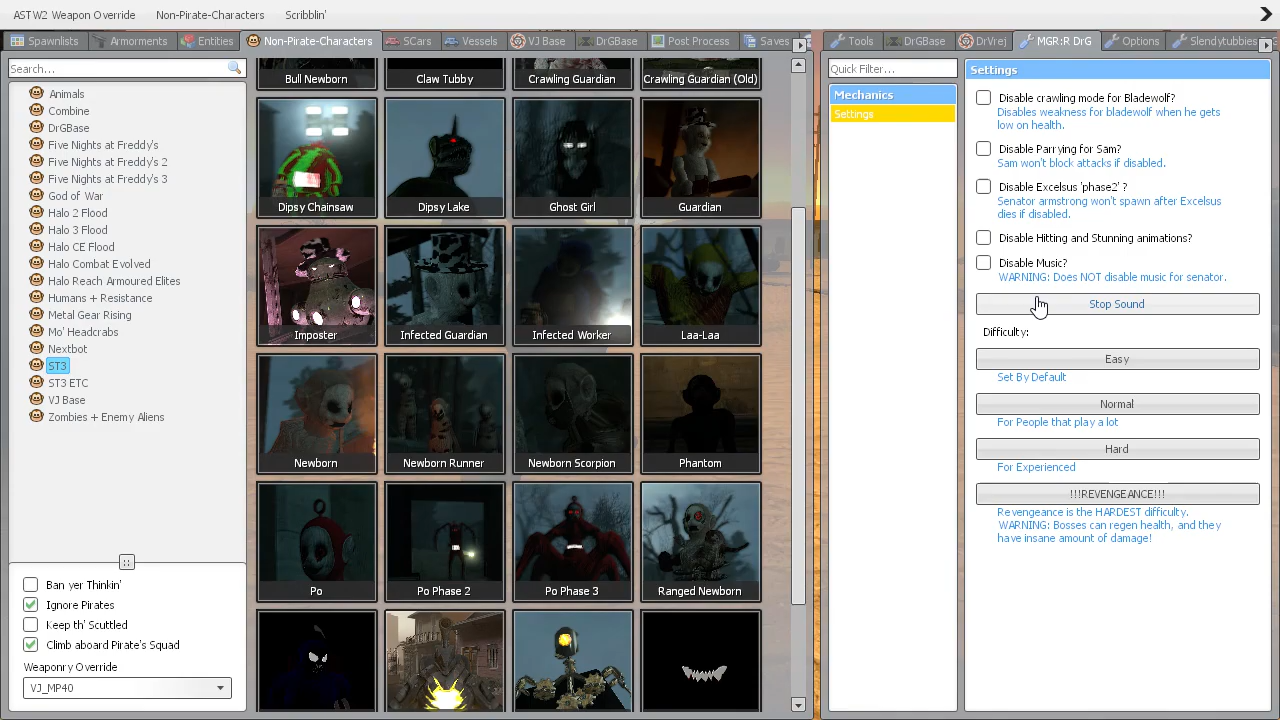 ASTW2 Weapon Override Non-Pirate-Characters Scribblin'
Spawnlists Armorments Entities Non-Pirate-Characters SCars Vessels VJ Base DrGBase Post Process Saves
Tools DrGBase DrVrej MGR:R DrG Options Slendytubbies
Search...
Animals
Combine
DrGBase
Five Nights at Freddy's
Five Nights at Freddy's 2
Five Nights at Freddy's 3
God of War
Halo 2 Flood
Halo 3 Flood
Halo CE Flood
Halo Combat Evolved
Halo Reach Armoured Elites
Humans + Resistance
Metal Gear Rising
Mo' Headcrabs
Nextbot
ST3
ST3 ETC
VJ Base
Zombies + Enemy Aliens
Ban yer Thinkin'
Ignore Pirates
Keep th' Scuttled
Climb aboard Pirate's Squad
Weaponry Override
VJ_MP40
Bull Newborn Claw Tubby Crawling Guardian Crawling Guardian (Old)
Dipsy Chainsaw Dipsy Lake Ghost Girl Guardian
Imposter Infected Guardian Infected Worker Laa-Laa
Newborn Newborn Runner Newborn Scorpion Phantom
Po Po Phase 2 Po Phase 3 Ranged Newborn
Quick Filter...
Mechanics
Settings
Settings
Disable crawling mode for Bladewolf?
Disables weakness for bladewolf when he gets
low on health.
Disable Parrying for Sam?
Sam won't block attacks if disabled.
Disable Excelsus 'phase2' ?
Senator armstrong won't spawn after Excelsus
dies if disabled.
Disable Hitting and Stunning animations?
Disable Music?
WARNING: Does NOT disable music for senator.
Stop Sound
Difficulty:
Easy
Set By Default
Normal
For People that play a lot
Hard
For Experienced
!!!REVENGEANCE!!!
Revengeance is the HARDEST difficulty.
WARNING: Bosses can regen health, and they
have insane amount of damage!